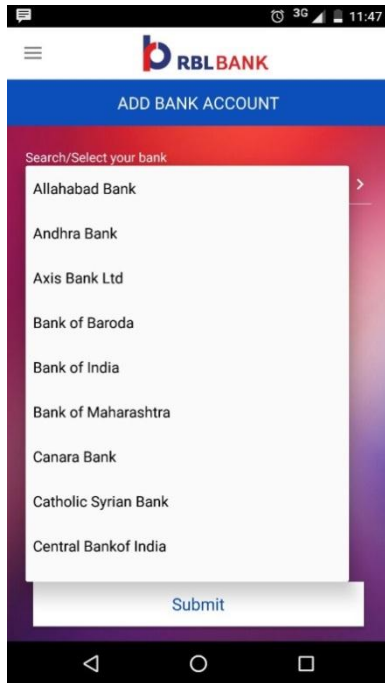 3G 11:47
RBLBANK
ADD BANK ACCOUNT
Search/Select your bank
Allahabad Bank
Andhra Bank
Axis Bank Ltd
Bank of Baroda
Bank of India
Bank of Maharashtra
Canara Bank
Catholic Syrian Bank
Central Bankof India
Submit